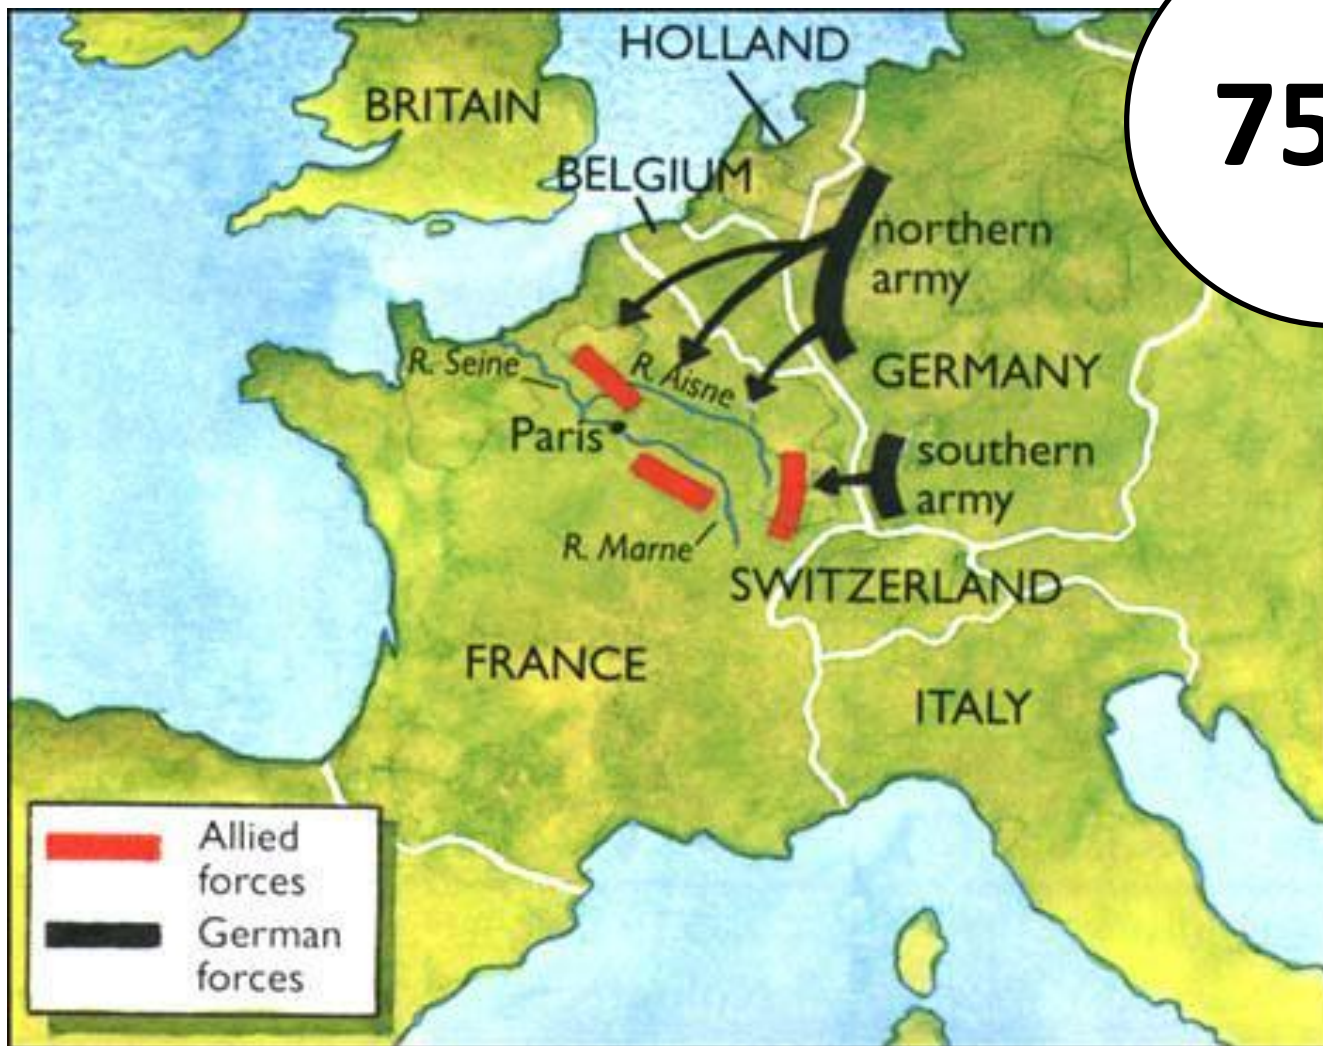 HOLLAND
BRITAIN
75
BELGIUM
northern
army
R. Seine
R. Aisne
GERMANY
Paris
southern
army
R. Marne
SWITZERLAND
FRANCE
ITALY
Allied
forces
German
forces